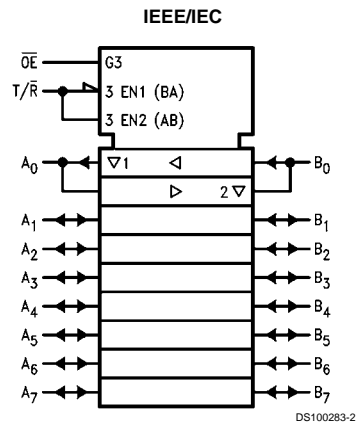 IEEE/IEC
O̅E̅ G3
T/R̅ 3 EN1 (BA)
3 EN2 (AB)
A₀ ▽1 ◁ B₀
▷ 2▽
A₁ B₁
A₂ B₂
A₃ B₃
A₄ B₄
A₅ B₅
A₆ B₆
A₇ B₇
DS100283-2